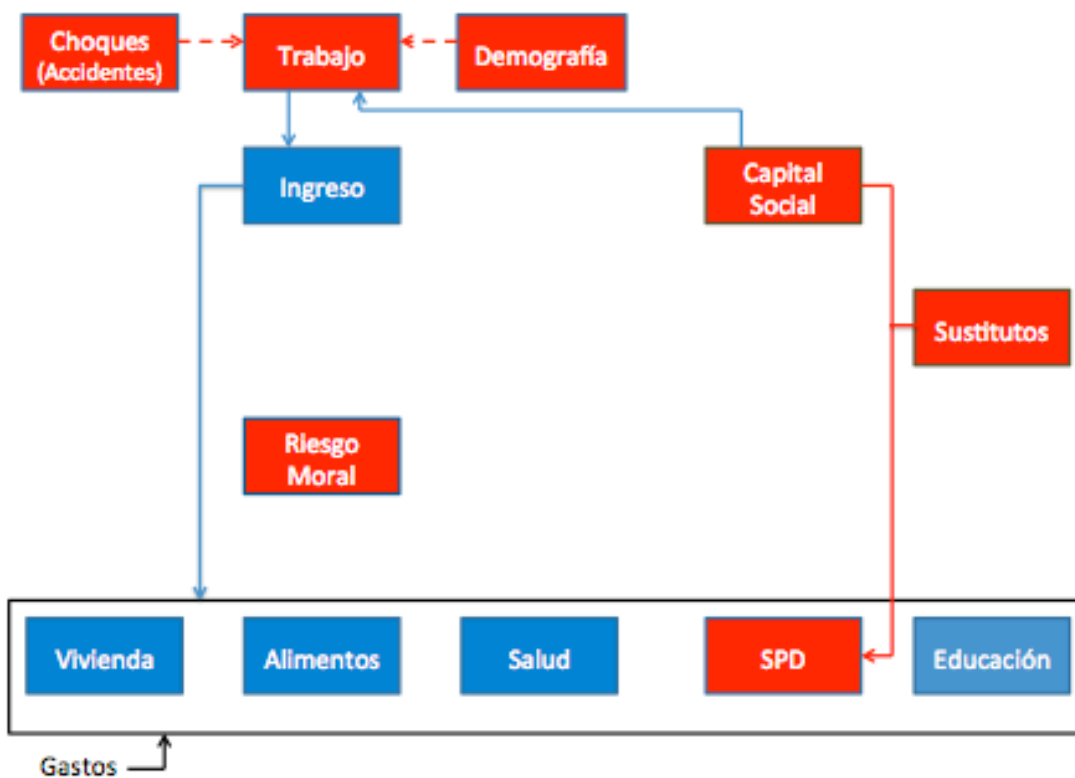 Choques
(Accidentes)
Trabajo
Demografía
Ingreso
Capital
Social
Sustitutos
Riesgo
Moral
Vivienda
Alimentos
Salud
SPD
Educación
Gastos